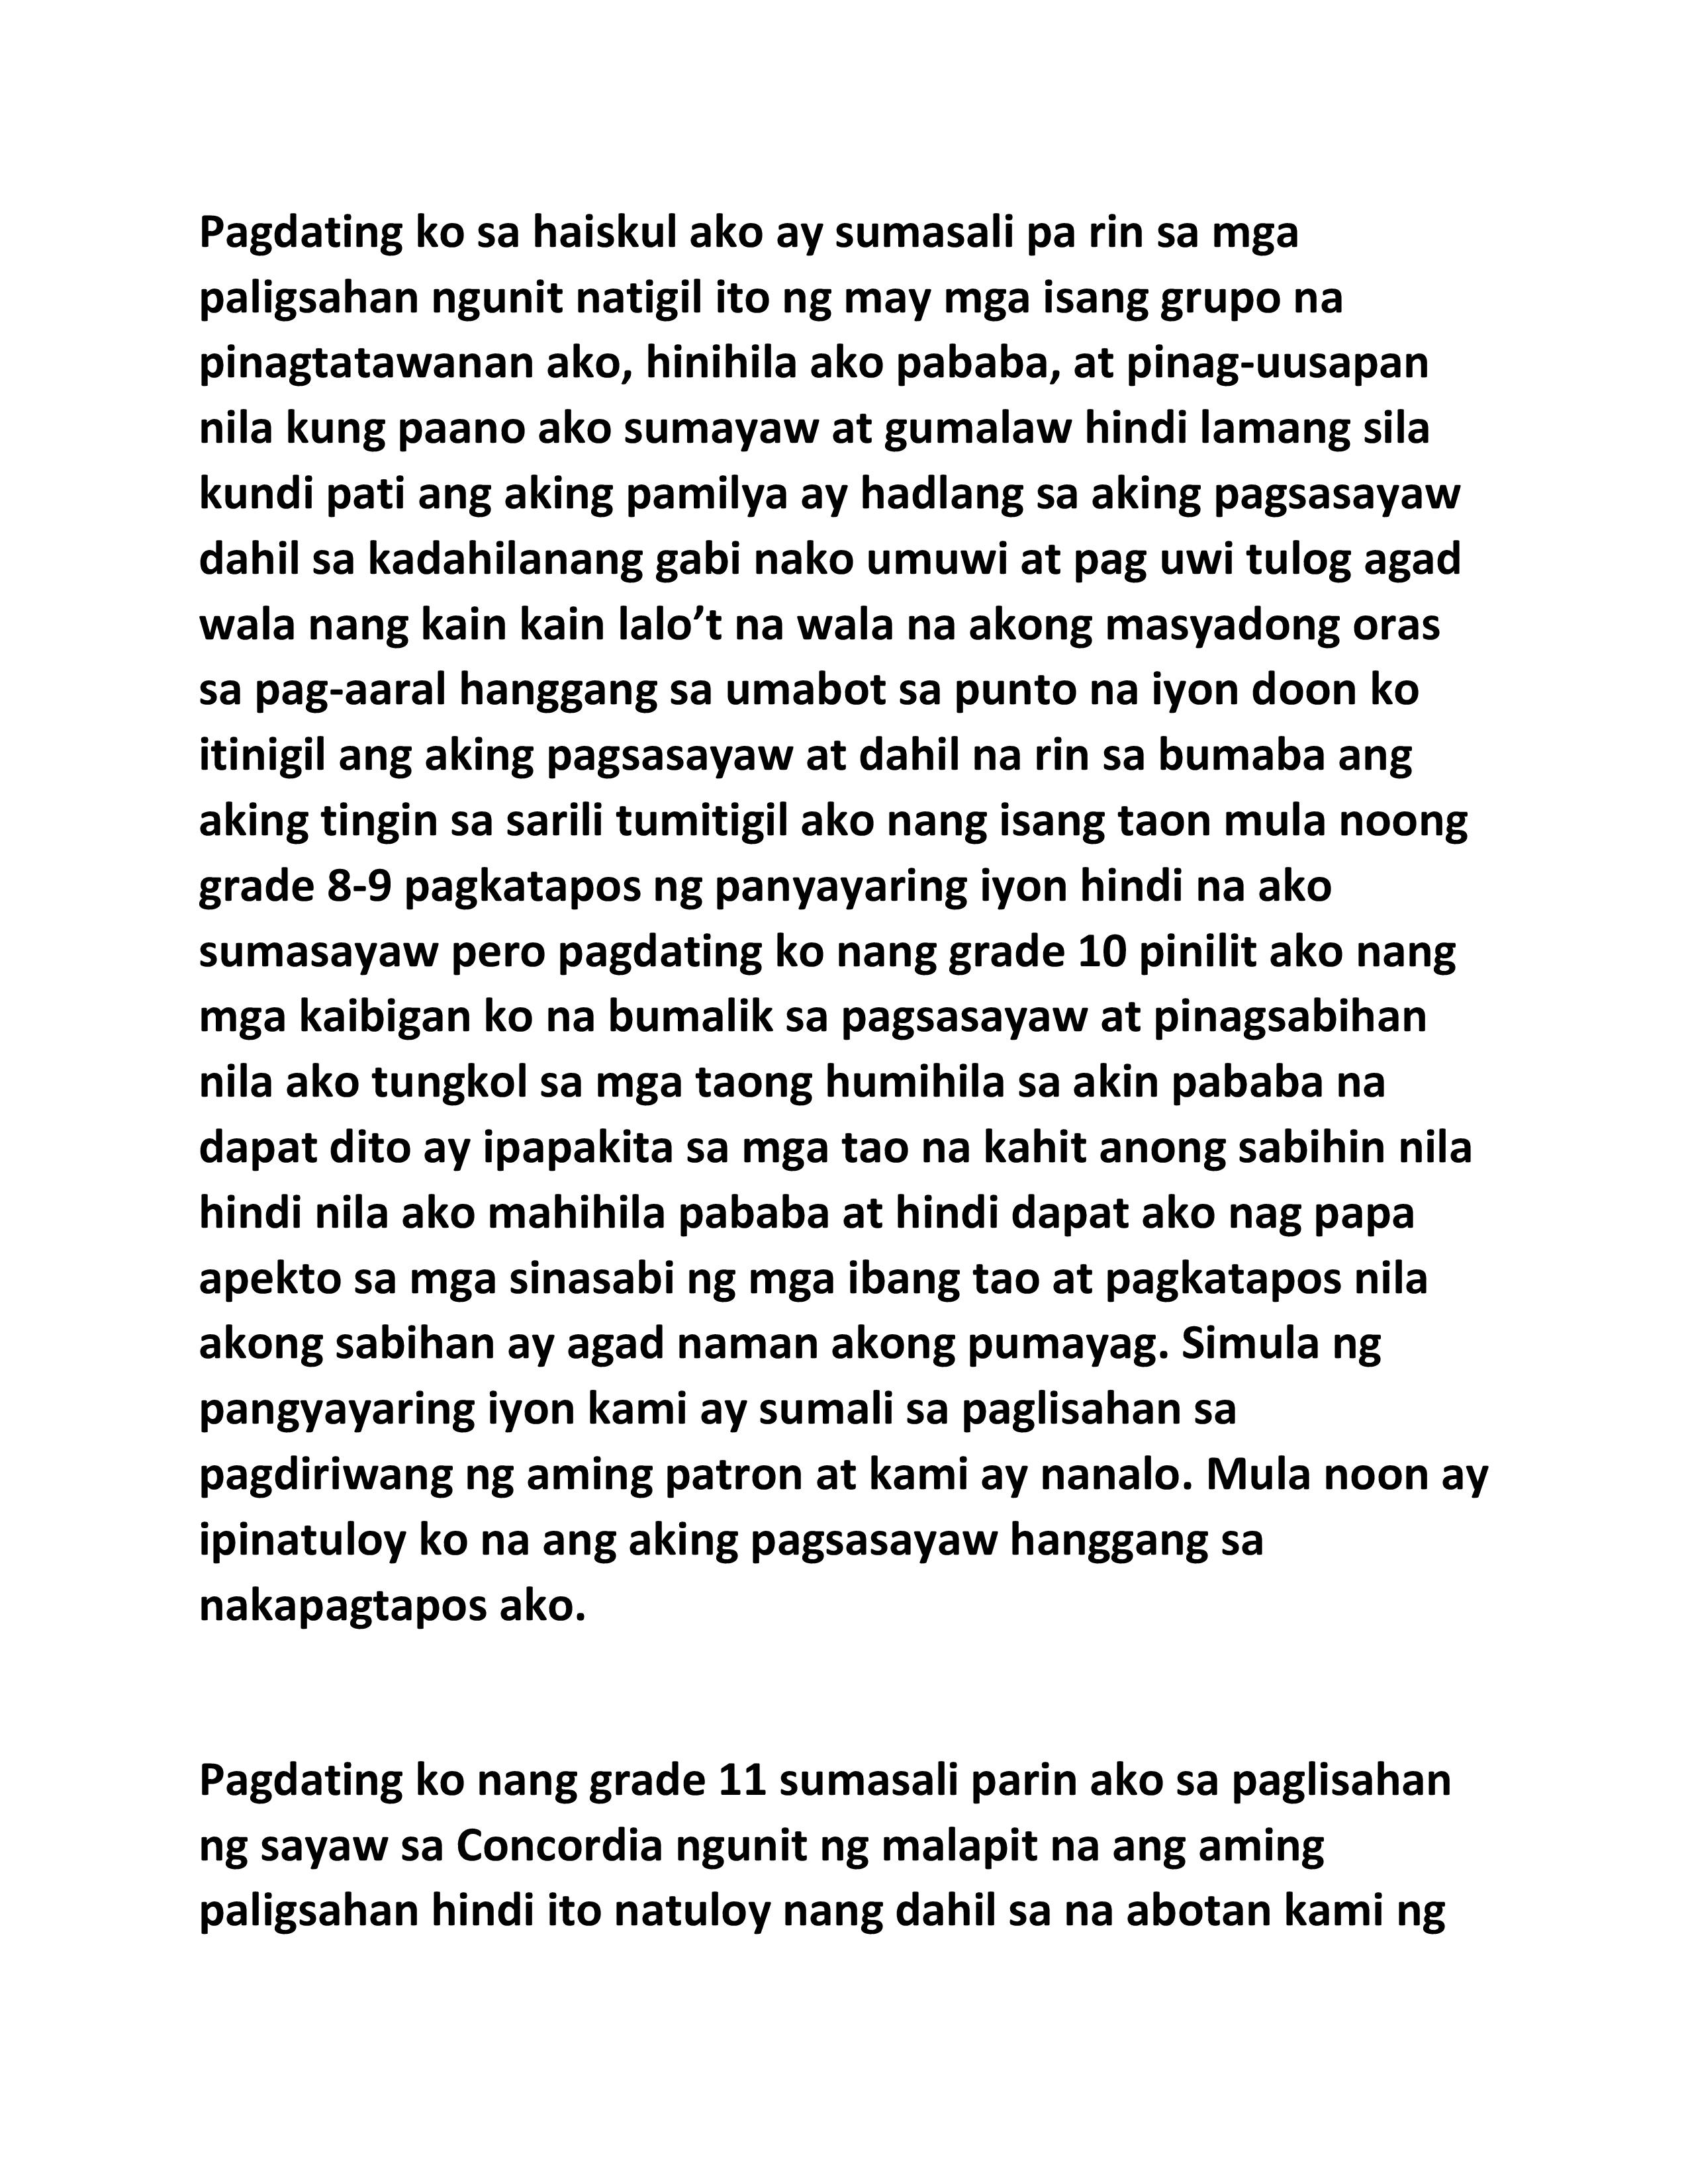 Pagdating ko sa haiskul ako ay sumasali pa rin sa mga
paligsahan ngunit natigil ito ng may mga isang grupo na
pinagtatawanan ako, hinihila ako pababa, at pinag-uusapan
nila kung paano ako sumayaw at gumalaw hindi lamang sila
kundi pati ang aking pamilya ay hadlang sa aking pagsasayaw
dahil sa kadahilanang gabi nako umuwi at pag uwi tulog agad
wala nang kain kain lalo’t na wala na akong masyadong oras
sa pag-aaral hanggang sa umabot sa punto na iyon doon ko
itinigil ang aking pagsasayaw at dahil na rin sa bumaba ang
aking tingin sa sarili tumitigil ako nang isang taon mula noong
grade 8-9 pagkatapos ng panyayaring iyon hindi na ako
sumasayaw pero pagdating ko nang grade 10 pinilit ako nang
mga kaibigan ko na bumalik sa pagsasayaw at pinagsabihan
nila ako tungkol sa mga taong humihila sa akin pababa na
dapat dito ay ipapakita sa mga tao na kahit anong sabihin nila
hindi nila ako mahihila pababa at hindi dapat ako nag papa
apekto sa mga sinasabi ng mga ibang tao at pagkatapos nila
akong sabihan ay agad naman akong pumayag. Simula ng
pangyayaring iyon kami ay sumali sa paglisahan sa
pagdiriwang ng aming patron at kami ay nanalo. Mula noon ay
ipinatuloy ko na ang aking pagsasayaw hanggang sa
nakapagtapos ako.
Pagdating ko nang grade 11 sumasali parin ako sa paglisahan
ng sayaw sa Concordia ngunit ng malapit na ang aming
paligsahan hindi ito natuloy nang dahil sa na abotan kami ng